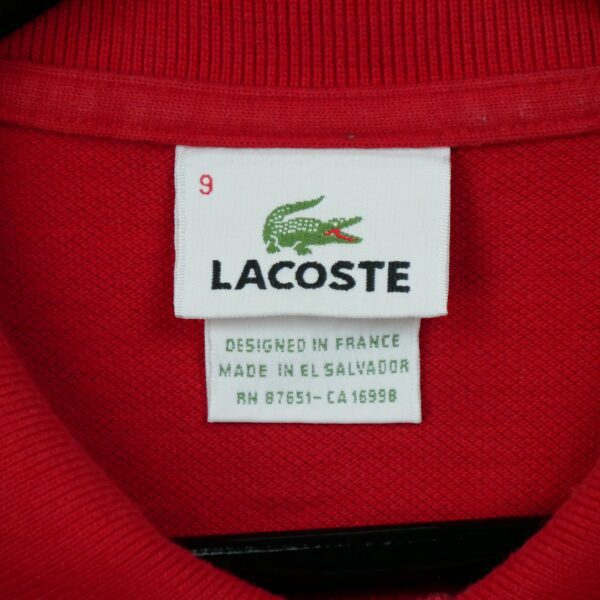 9
LACOSTE
DESIGNED IN FRANCE
MADE IN EL SALVADOR
RN 87651-CA 16998